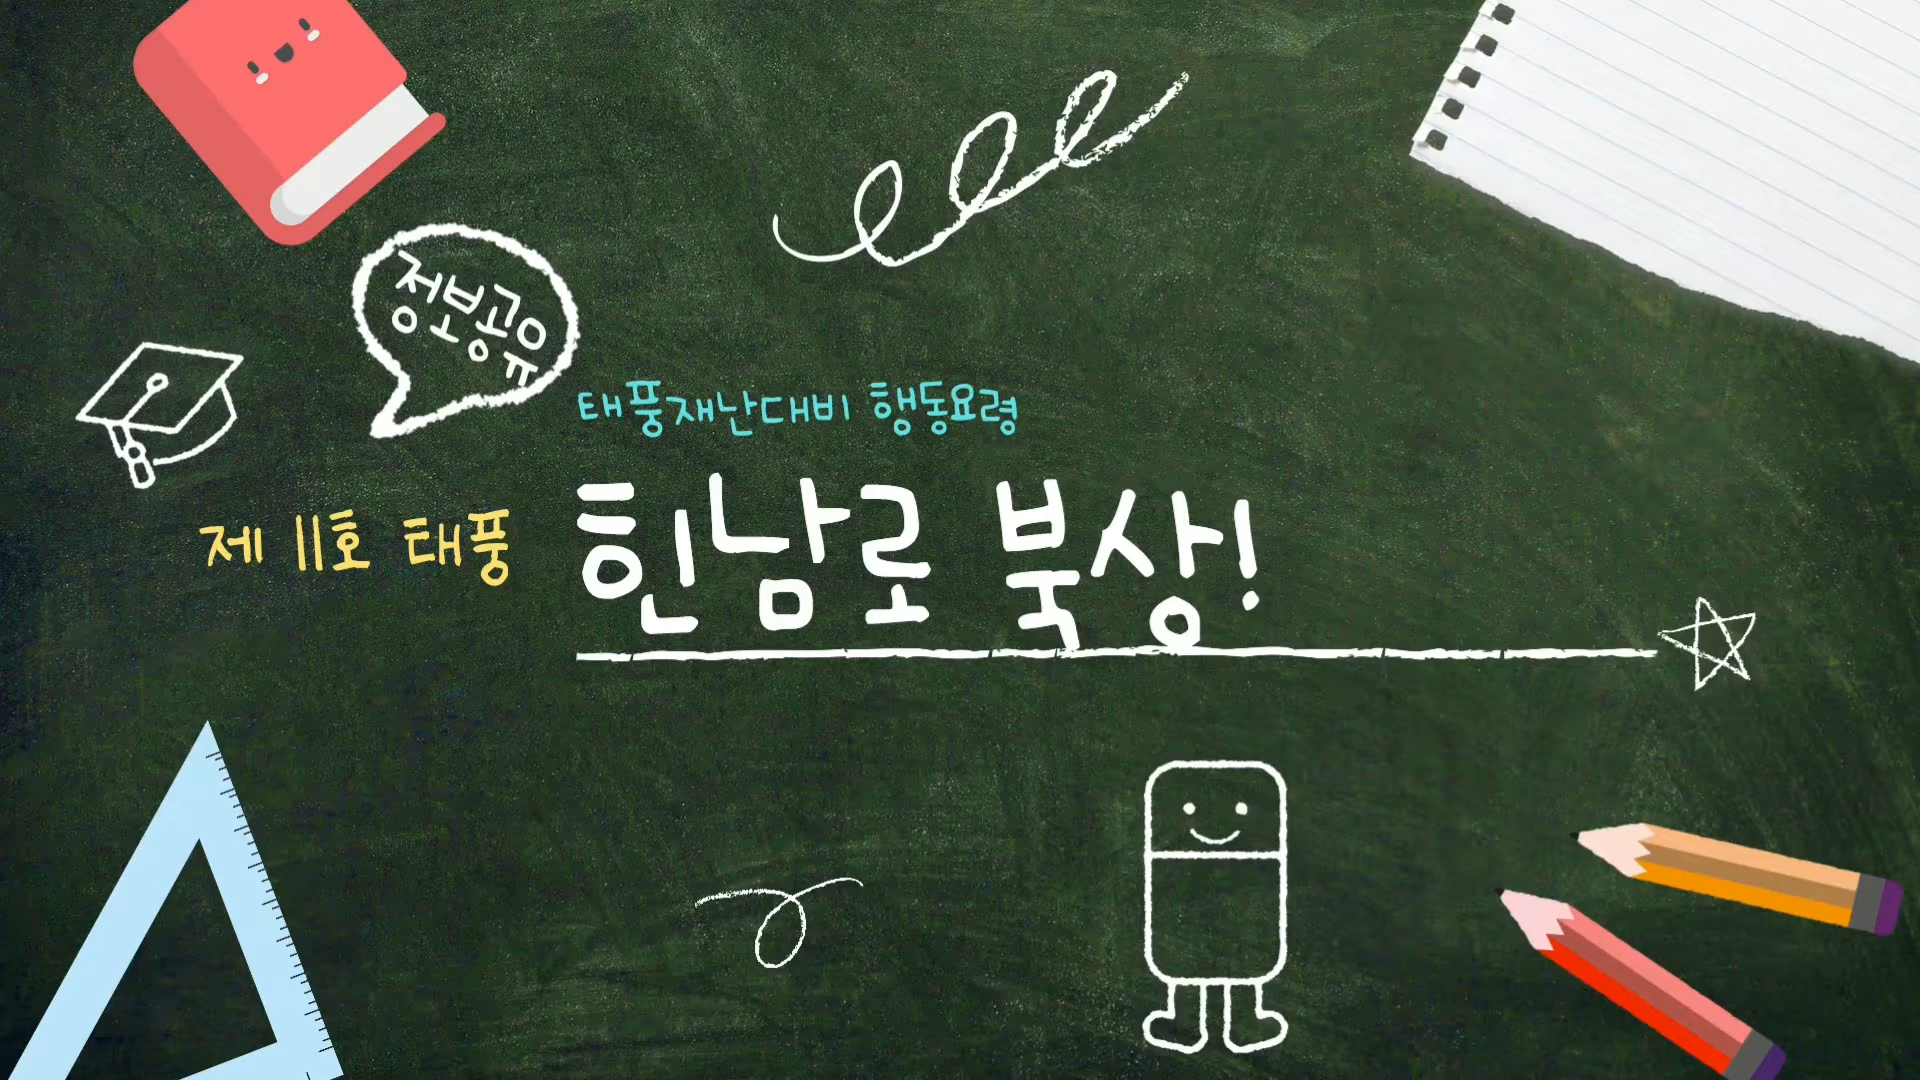 정보공유
태풍재난대비 행동요령
제 11호 태풍
힌남로 북상!